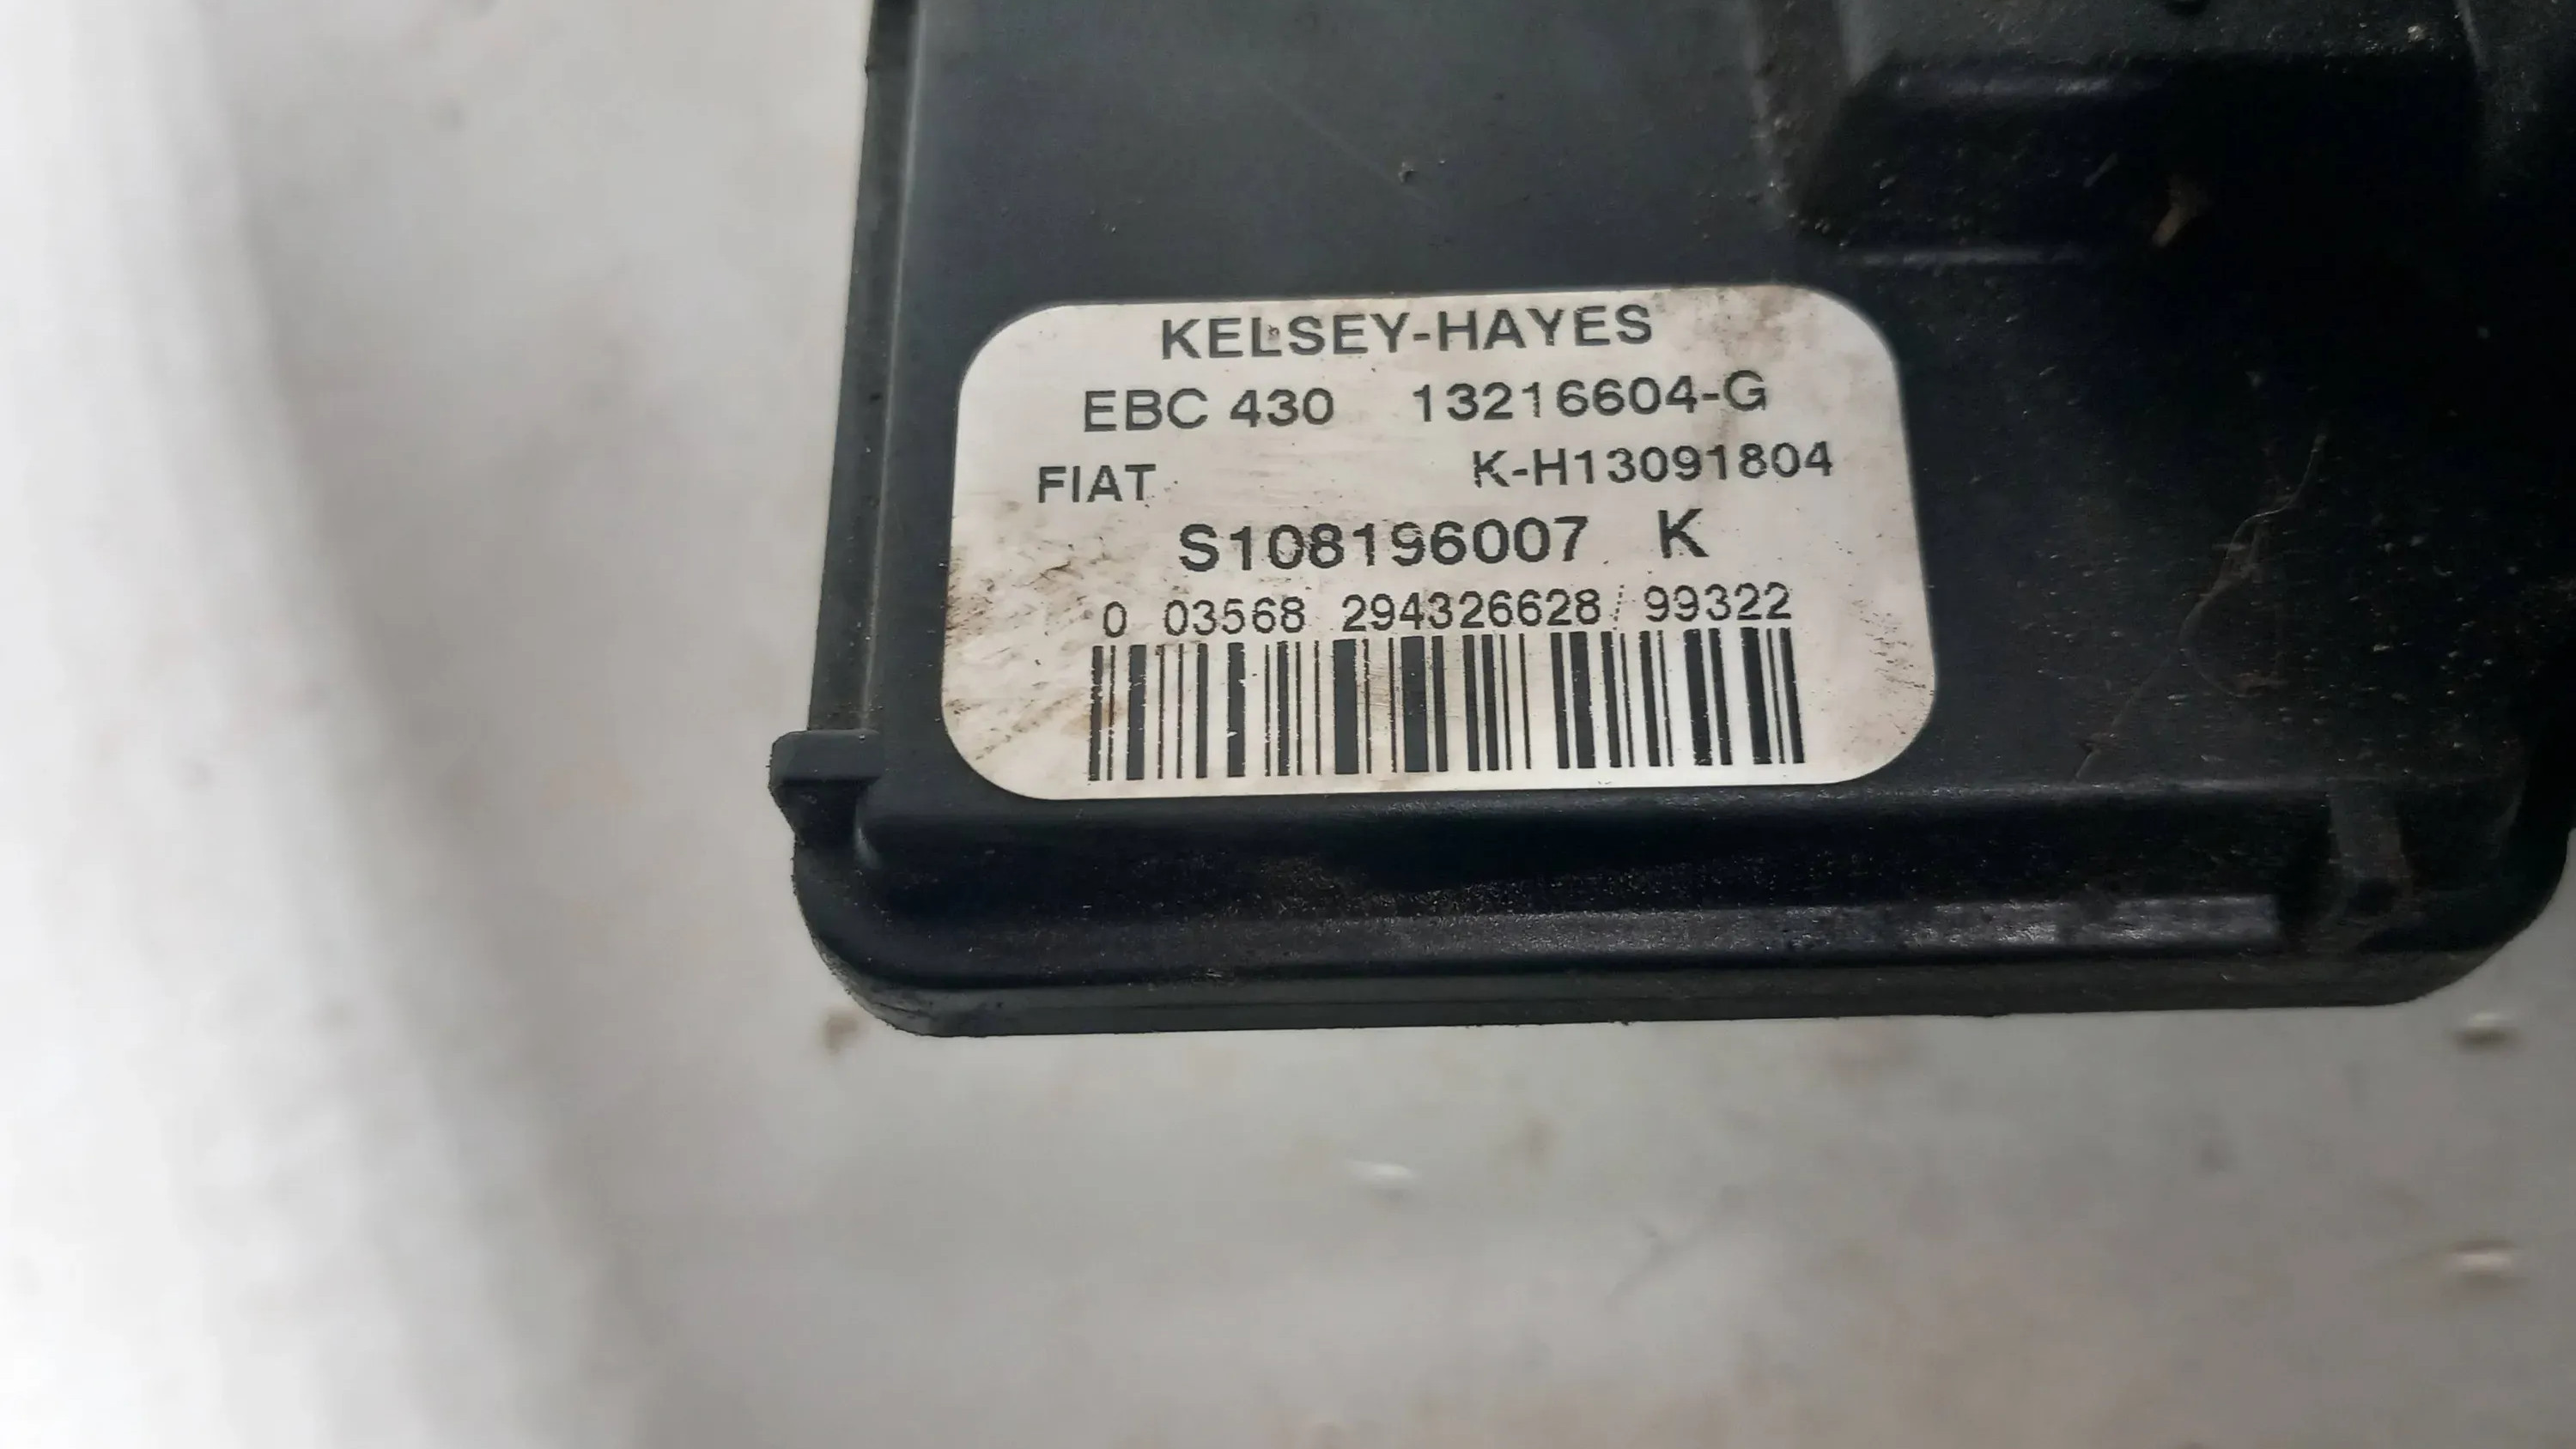 KELSEY-HAYES
EBC 430 13216604-G
FIAT K-H13091804
S108196007 K
0 03568 294326628 99322